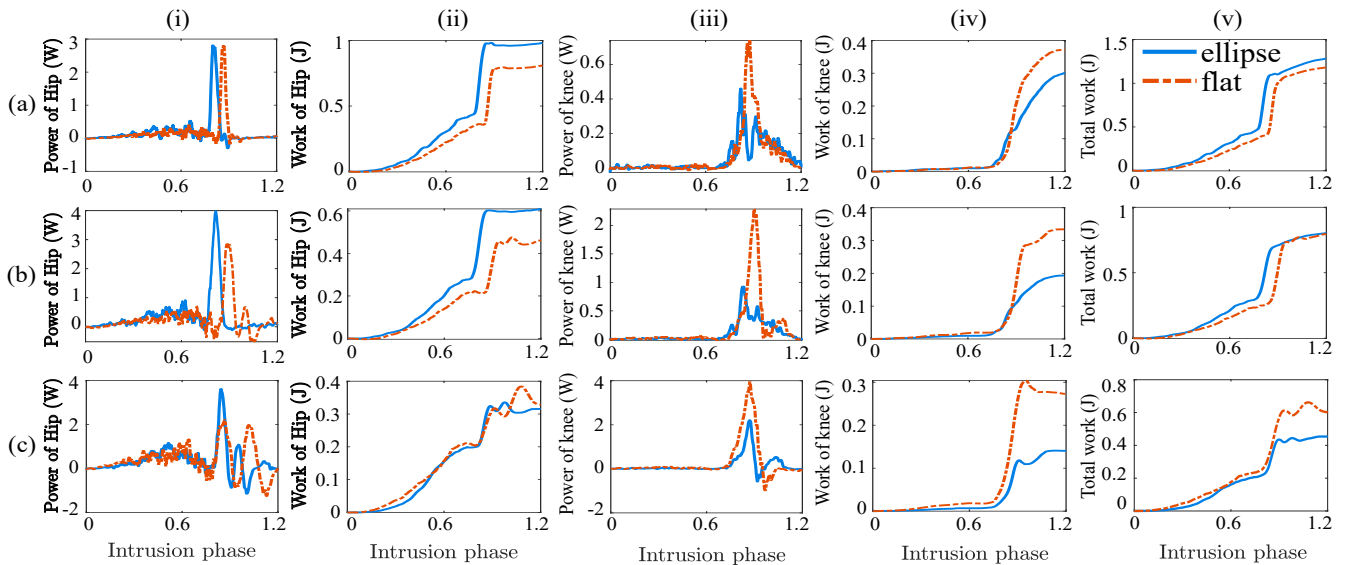 (i) (ii) (iii) (iv) (v)
(a)
Power of Hip (W)
3
2
1
0
-1
0 0.6 1.2
Work of Hip (J)
1
0.5
0
0 0.6 1.2
Power of knee (W)
0.6
0.4
0.2
0
0 0.6 1.2
Work of knee (J)
0.4
0.3
0.2
0.1
0
0 0.6 1.2
Total work (J)
1.5
1.0
0.5
0
0 0.6 1.2
ellipse
flat
(b)
Power of Hip (W)
4
3
2
1
0
0 0.6 1.2
Work of Hip (J)
0.6
0.4
0.2
0
0 0.6 1.2
Power of knee (W)
2
1.5
1
0.5
0
0 0.6 1.2
Work of knee (J)
0.4
0.3
0.2
0.1
0
0 0.6 1.2
Total work (J)
1
0.5
0
0 0.6 1.2
(c)
Power of Hip (W)
4
2
0
-2
0 0.6 1.2
Intrusion phase
Work of Hip (J)
0.4
0.3
0.2
0.1
0
0 0.6 1.2
Intrusion phase
Power of knee (W)
4
2
0
-2
0 0.6 1.2
Intrusion phase
Work of knee (J)
0.3
0.2
0.1
0
0 0.6 1.2
Intrusion phase
Total work (J)
0.8
0.6
0.4
0.2
0
0 0.6 1.2
Intrusion phase